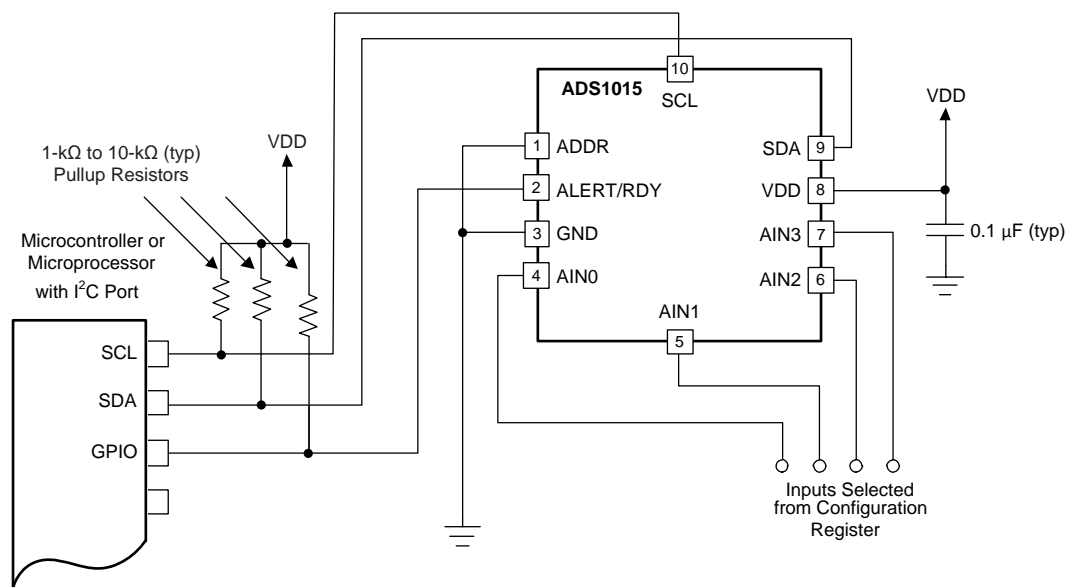 10
ADS1015
SCL
VDD
VDD
1-kΩ to 10-kΩ (typ)
Pullup Resistors
1
ADDR
SDA
9
2
ALERT/RDY
VDD
8
3
GND
AIN3
7
0.1 µF (typ)
4
AIN0
AIN2
6
AIN1
5
Microcontroller or
Microprocessor
with I²C Port
SCL
SDA
GPIO
Inputs Selected
from Configuration
Register